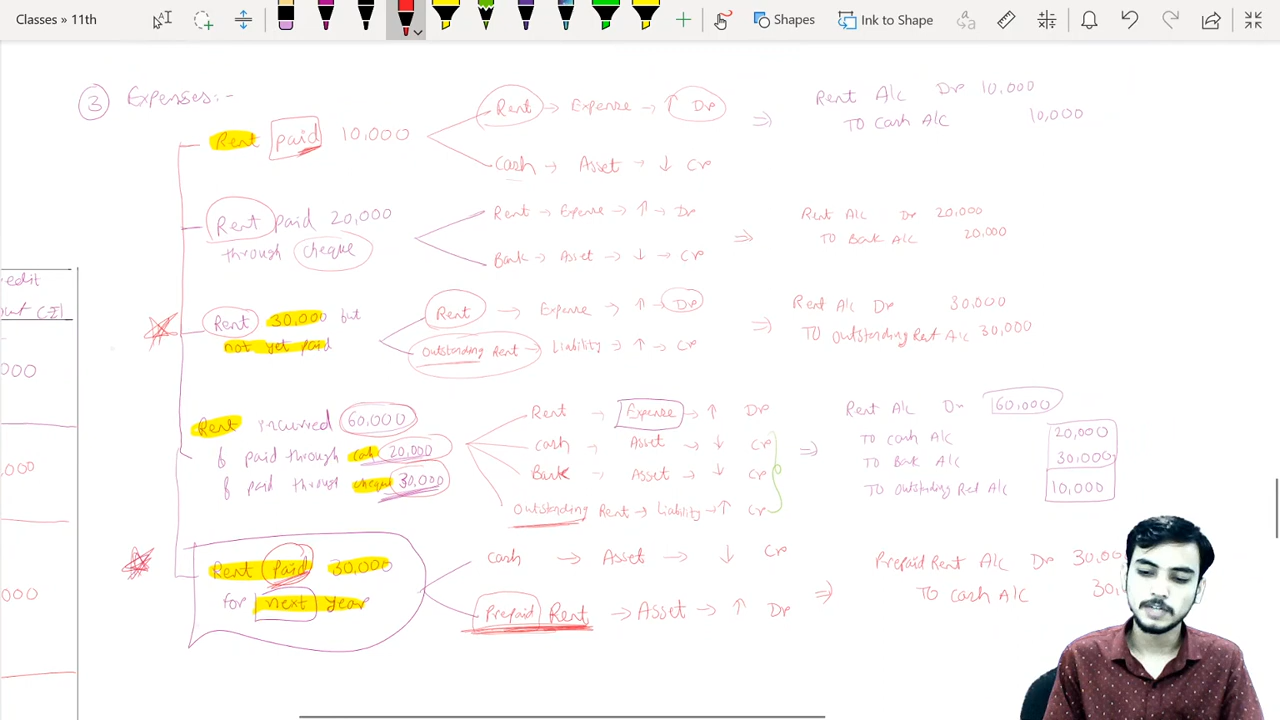 Classes » 11th
Shapes
Ink to Shape
③ Expenses:-
Rent paid 10,000
Rent → Expense → ↑ Dr
Cash → Asset → ↓ Cr
⇒
Rent A/c Dr 10,000
To Cash A/c 10,000
Rent paid 20,000
through cheque
Rent → Expense → ↑ → Dr
Bank → Asset → ↓ → Cr
⇒
Rent A/c Dr 20,000
To Bank A/c 20,000
Rent 30,000 but
not yet paid
Rent → Expense → ↑ → Dr
Outstanding Rent → Liability → ↑ → Cr
⇒
Rent A/c Dr 30,000
To Outstanding Rent A/c 30,000
Rent incurred 60,000
& paid through cash 20,000
& paid through cheque 30,000
Rent → Expense → ↑ Dr
cash → Asset → ↓ Cr
Bank → Asset → ↓ Cr
Outstanding Rent → Liability → ↑ Cr
⇒
Rent A/c Dr 60,000
To cash A/c 20,000
To Bank A/c 30,000
To Outstanding Rent A/c 10,000
Rent Paid 30,000
for next year
cash → Asset → ↓ Cr
Prepaid Rent → Asset → ↑ Dr
⇒
Prepaid Rent A/c Dr
To cash A/c
redit
000
000
000